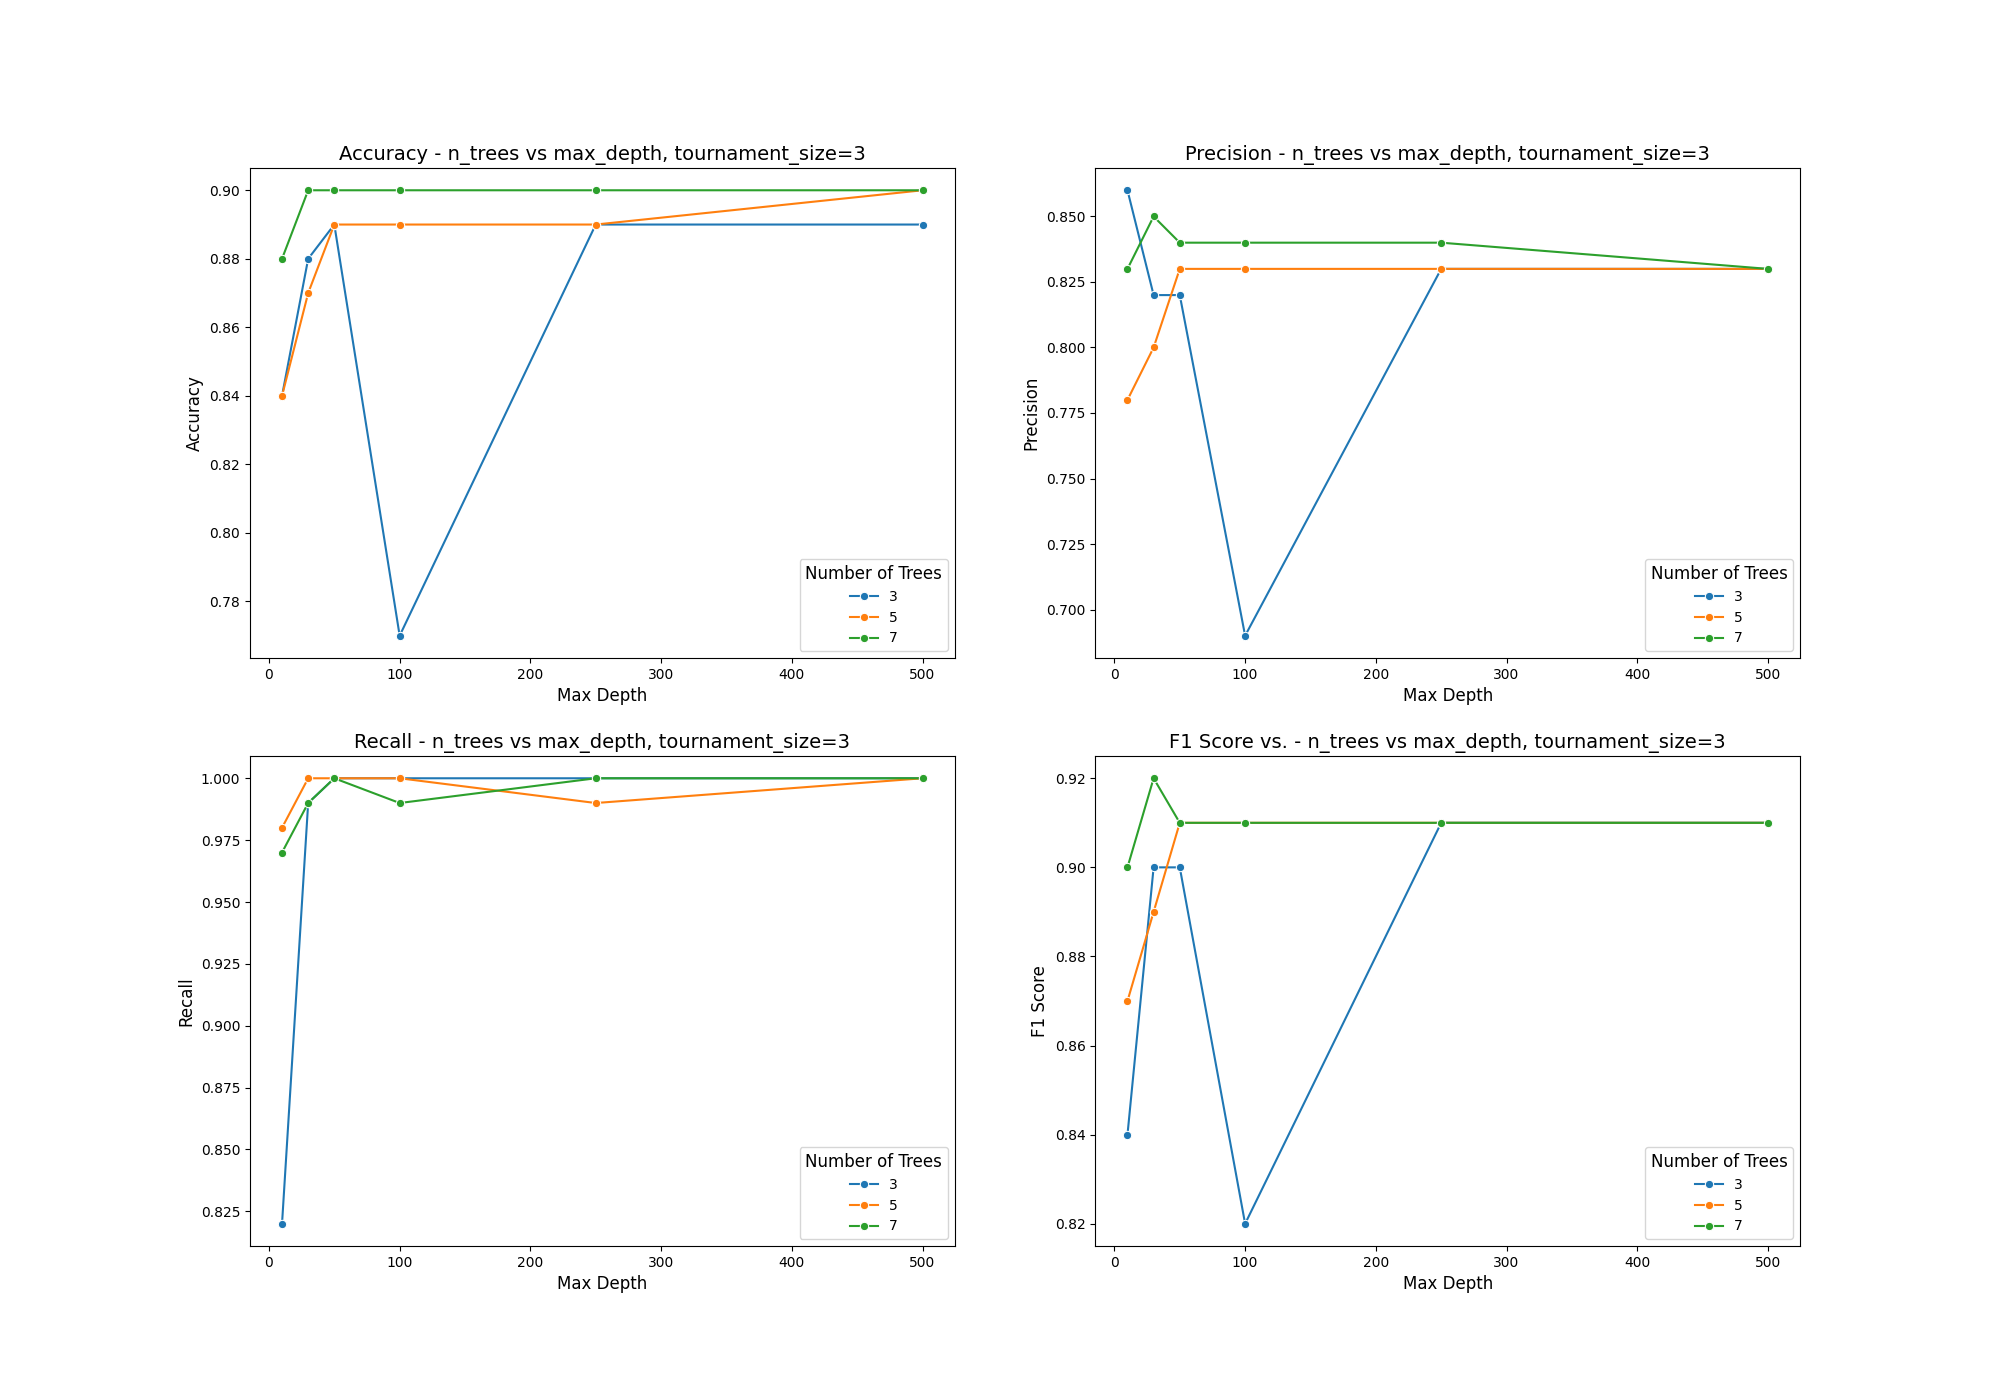 Accuracy - n_trees vs max_depth, tournament_size=3
0.90
0.88
0.86
0.84
0.82
0.80
0.78
Accuracy
0 100 200 300 400 500
Max Depth
Number of Trees
3
5
7
Precision - n_trees vs max_depth, tournament_size=3
0.850
0.825
0.800
0.775
0.750
0.725
0.700
Precision
0 100 200 300 400 500
Max Depth
Number of Trees
3
5
7
Recall - n_trees vs max_depth, tournament_size=3
1.000
0.975
0.950
0.925
0.900
0.875
0.850
0.825
Recall
0 100 200 300 400 500
Max Depth
Number of Trees
3
5
7
F1 Score vs. - n_trees vs max_depth, tournament_size=3
0.92
0.90
0.88
0.86
0.84
0.82
F1 Score
0 100 200 300 400 500
Max Depth
Number of Trees
3
5
7